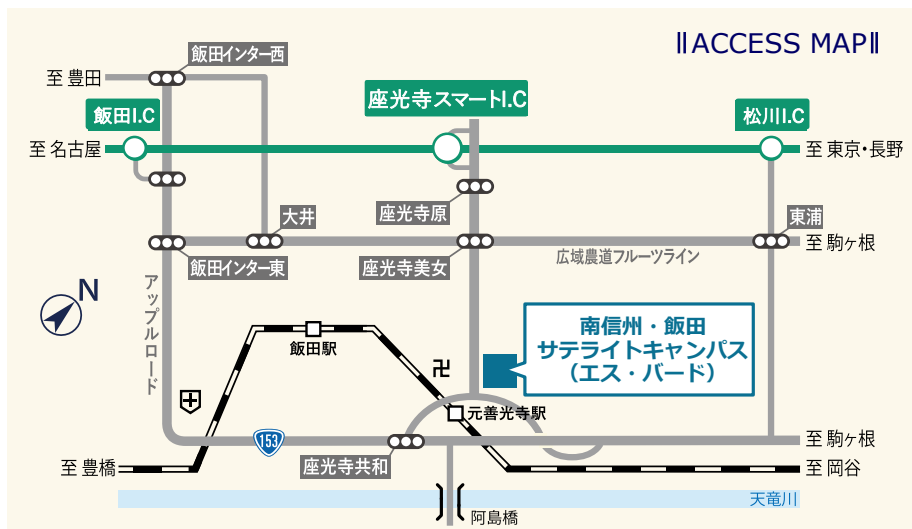 ACCESS MAP
飯田インター西
至 豊田
飯田I.C
座光寺スマートI.C
松川I.C
至 名古屋
至 東京・長野
座光寺原
大井
東浦
至 駒ヶ根
飯田インター東
座光寺美女
広域農道フルーツライン
アップルロード
N
南信州・飯田
サテライトキャンパス
（エス・バード）
飯田駅
元善光寺駅
153
至 駒ヶ根
座光寺共和
至 豊橋
至 岡谷
天竜川
阿島橋